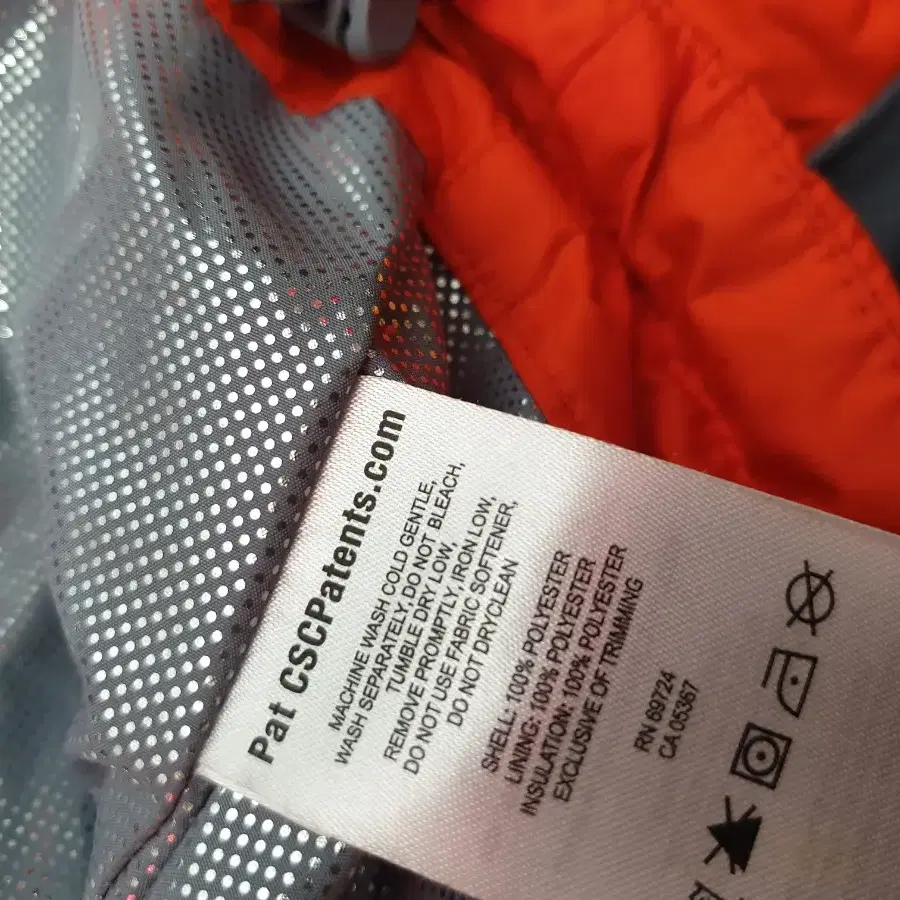 Pat CSCPatents.com
MACHINE WASH COLD GENTLE,
WASH SEPARATELY, DO NOT BLEACH,
TUMBLE DRY LOW,
REMOVE PROMPTLY, IRON LOW,
DO NOT USE FABRIC SOFTENER,
DO NOT DRYCLEAN
SHELL: 100% POLYESTER
LINING: 100% POLYESTER
INSULATION: 100% POLYESTER
EXCLUSIVE OF TRIMMING
RN 69724
CA 05367